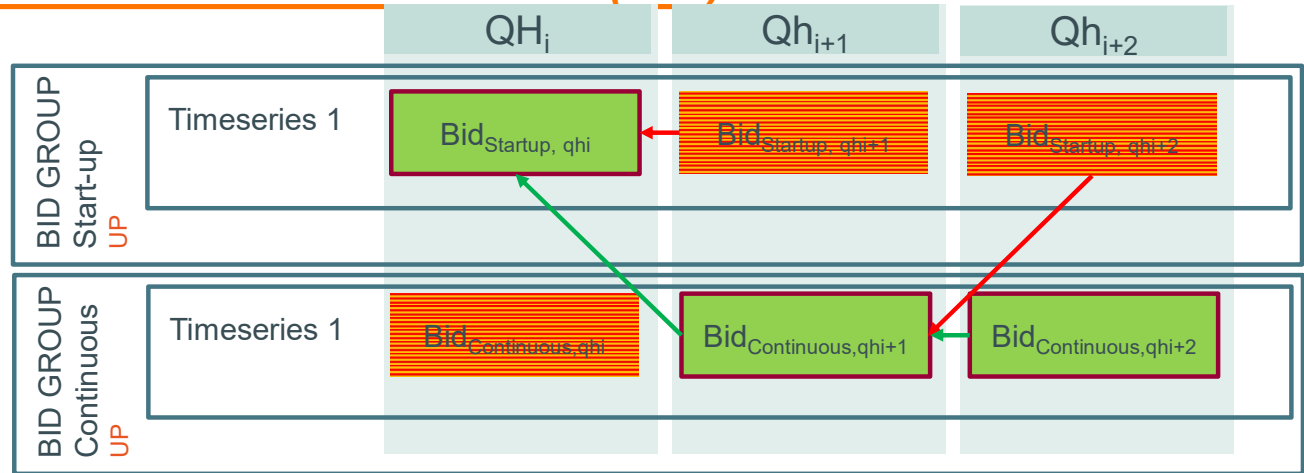 QHi Qhi+1 Qhi+2
BID GROUP
Start-up
UP
Timeseries 1
BidStartup, qhi BidStartup, qhi+1 BidStartup, qhi+2
BID GROUP
Continuous
UP
Timeseries 1
BidContinuous,qhi BidContinuous,qhi+1 BidContinuous,qhi+2